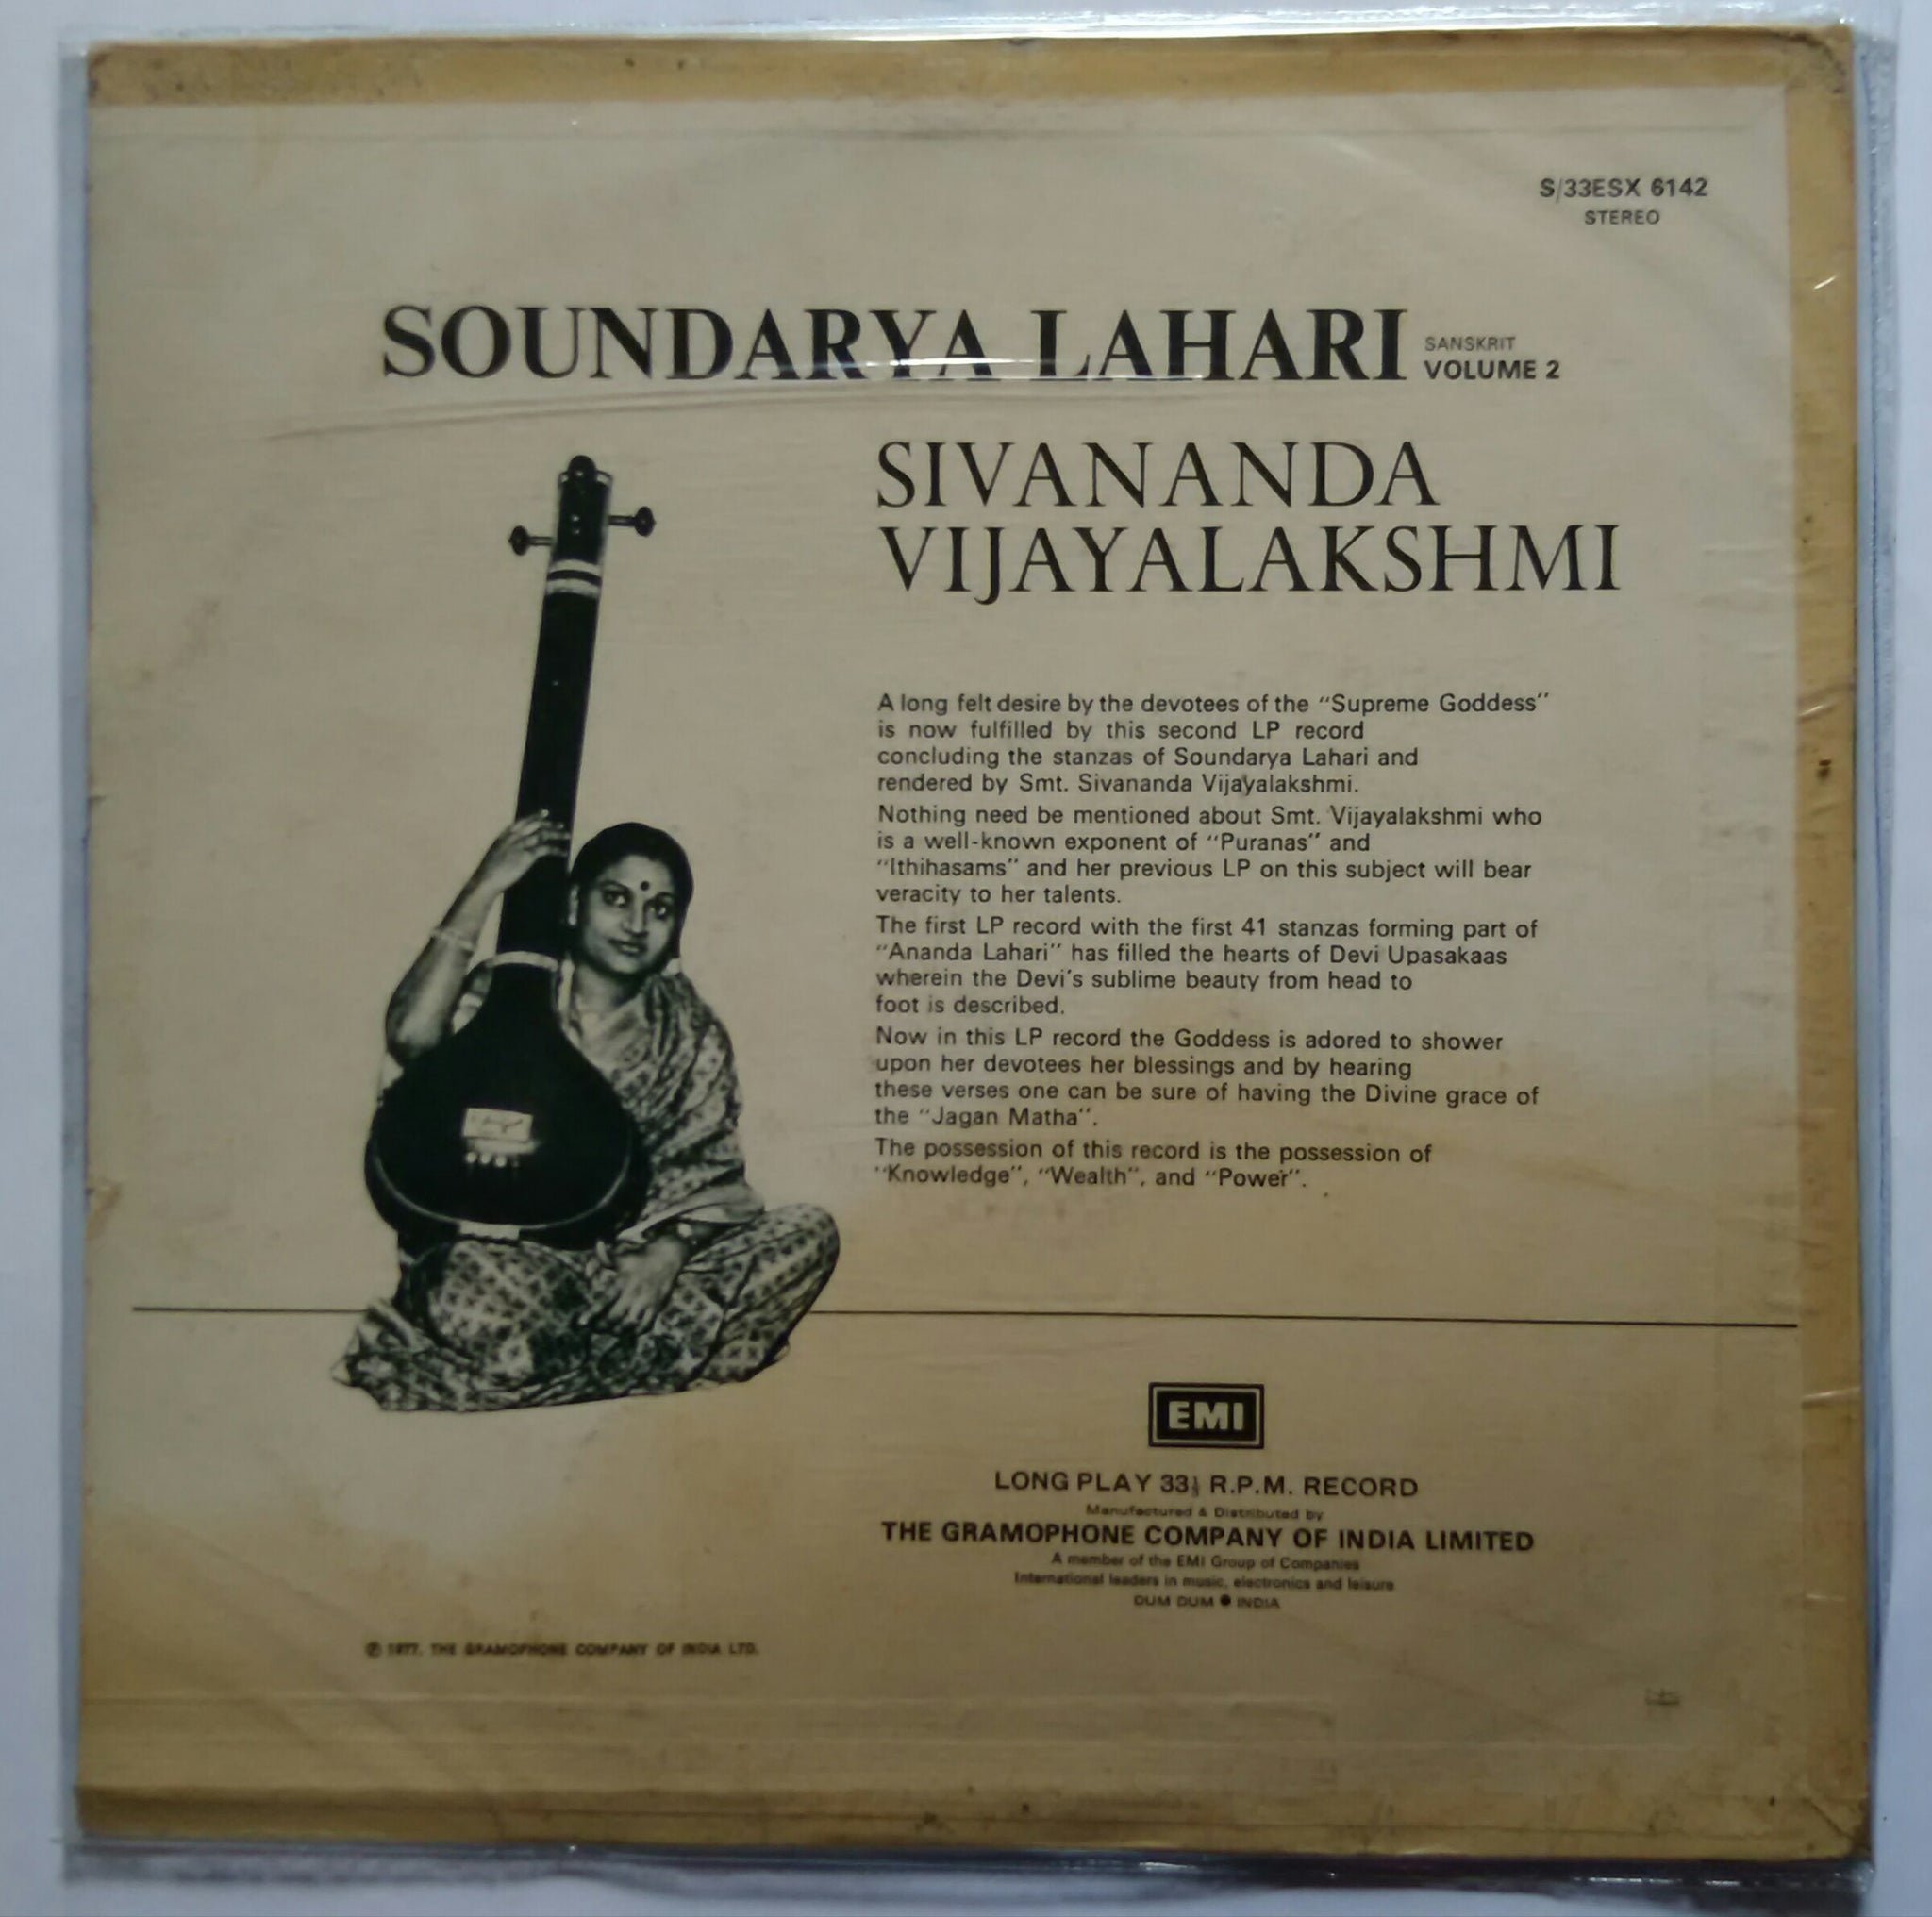 S/33ESX 6142
STEREO
SOUNDARYA LAHARI SANSKRIT
VOLUME 2
SIVANANDA
VIJAYALAKSHMI
A long felt desire by the devotees of the "Supreme Goddess"
is now fulfilled by this second LP record
concluding the stanzas of Soundarya Lahari and
rendered by Smt. Sivananda Vijayalakshmi.
Nothing need be mentioned about Smt. Vijayalakshmi who
is a well-known exponent of "Puranas" and
"Ithihasams" and her previous LP on this subject will bear
veracity to her talents.
The first LP record with the first 41 stanzas forming part of
"Ananda Lahari" has filled the hearts of Devi Upasakaas
wherein the Devi's sublime beauty from head to
foot is described.
Now in this LP record the Goddess is adored to shower
upon her devotees her blessings and by hearing
these verses one can be sure of having the Divine grace of
the "Jagan Matha".
The possession of this record is the possession of
"Knowledge", "Wealth", and "Power".
EMI
LONG PLAY 33⅓ R.P.M. RECORD
Manufactured & Distributed by
THE GRAMOPHONE COMPANY OF INDIA LIMITED
A member of the EMI Group of Companies
International leaders in music, electronics and leisure
DUM DUM ● INDIA
℗ 1977. THE GRAMOPHONE COMPANY OF INDIA LTD.